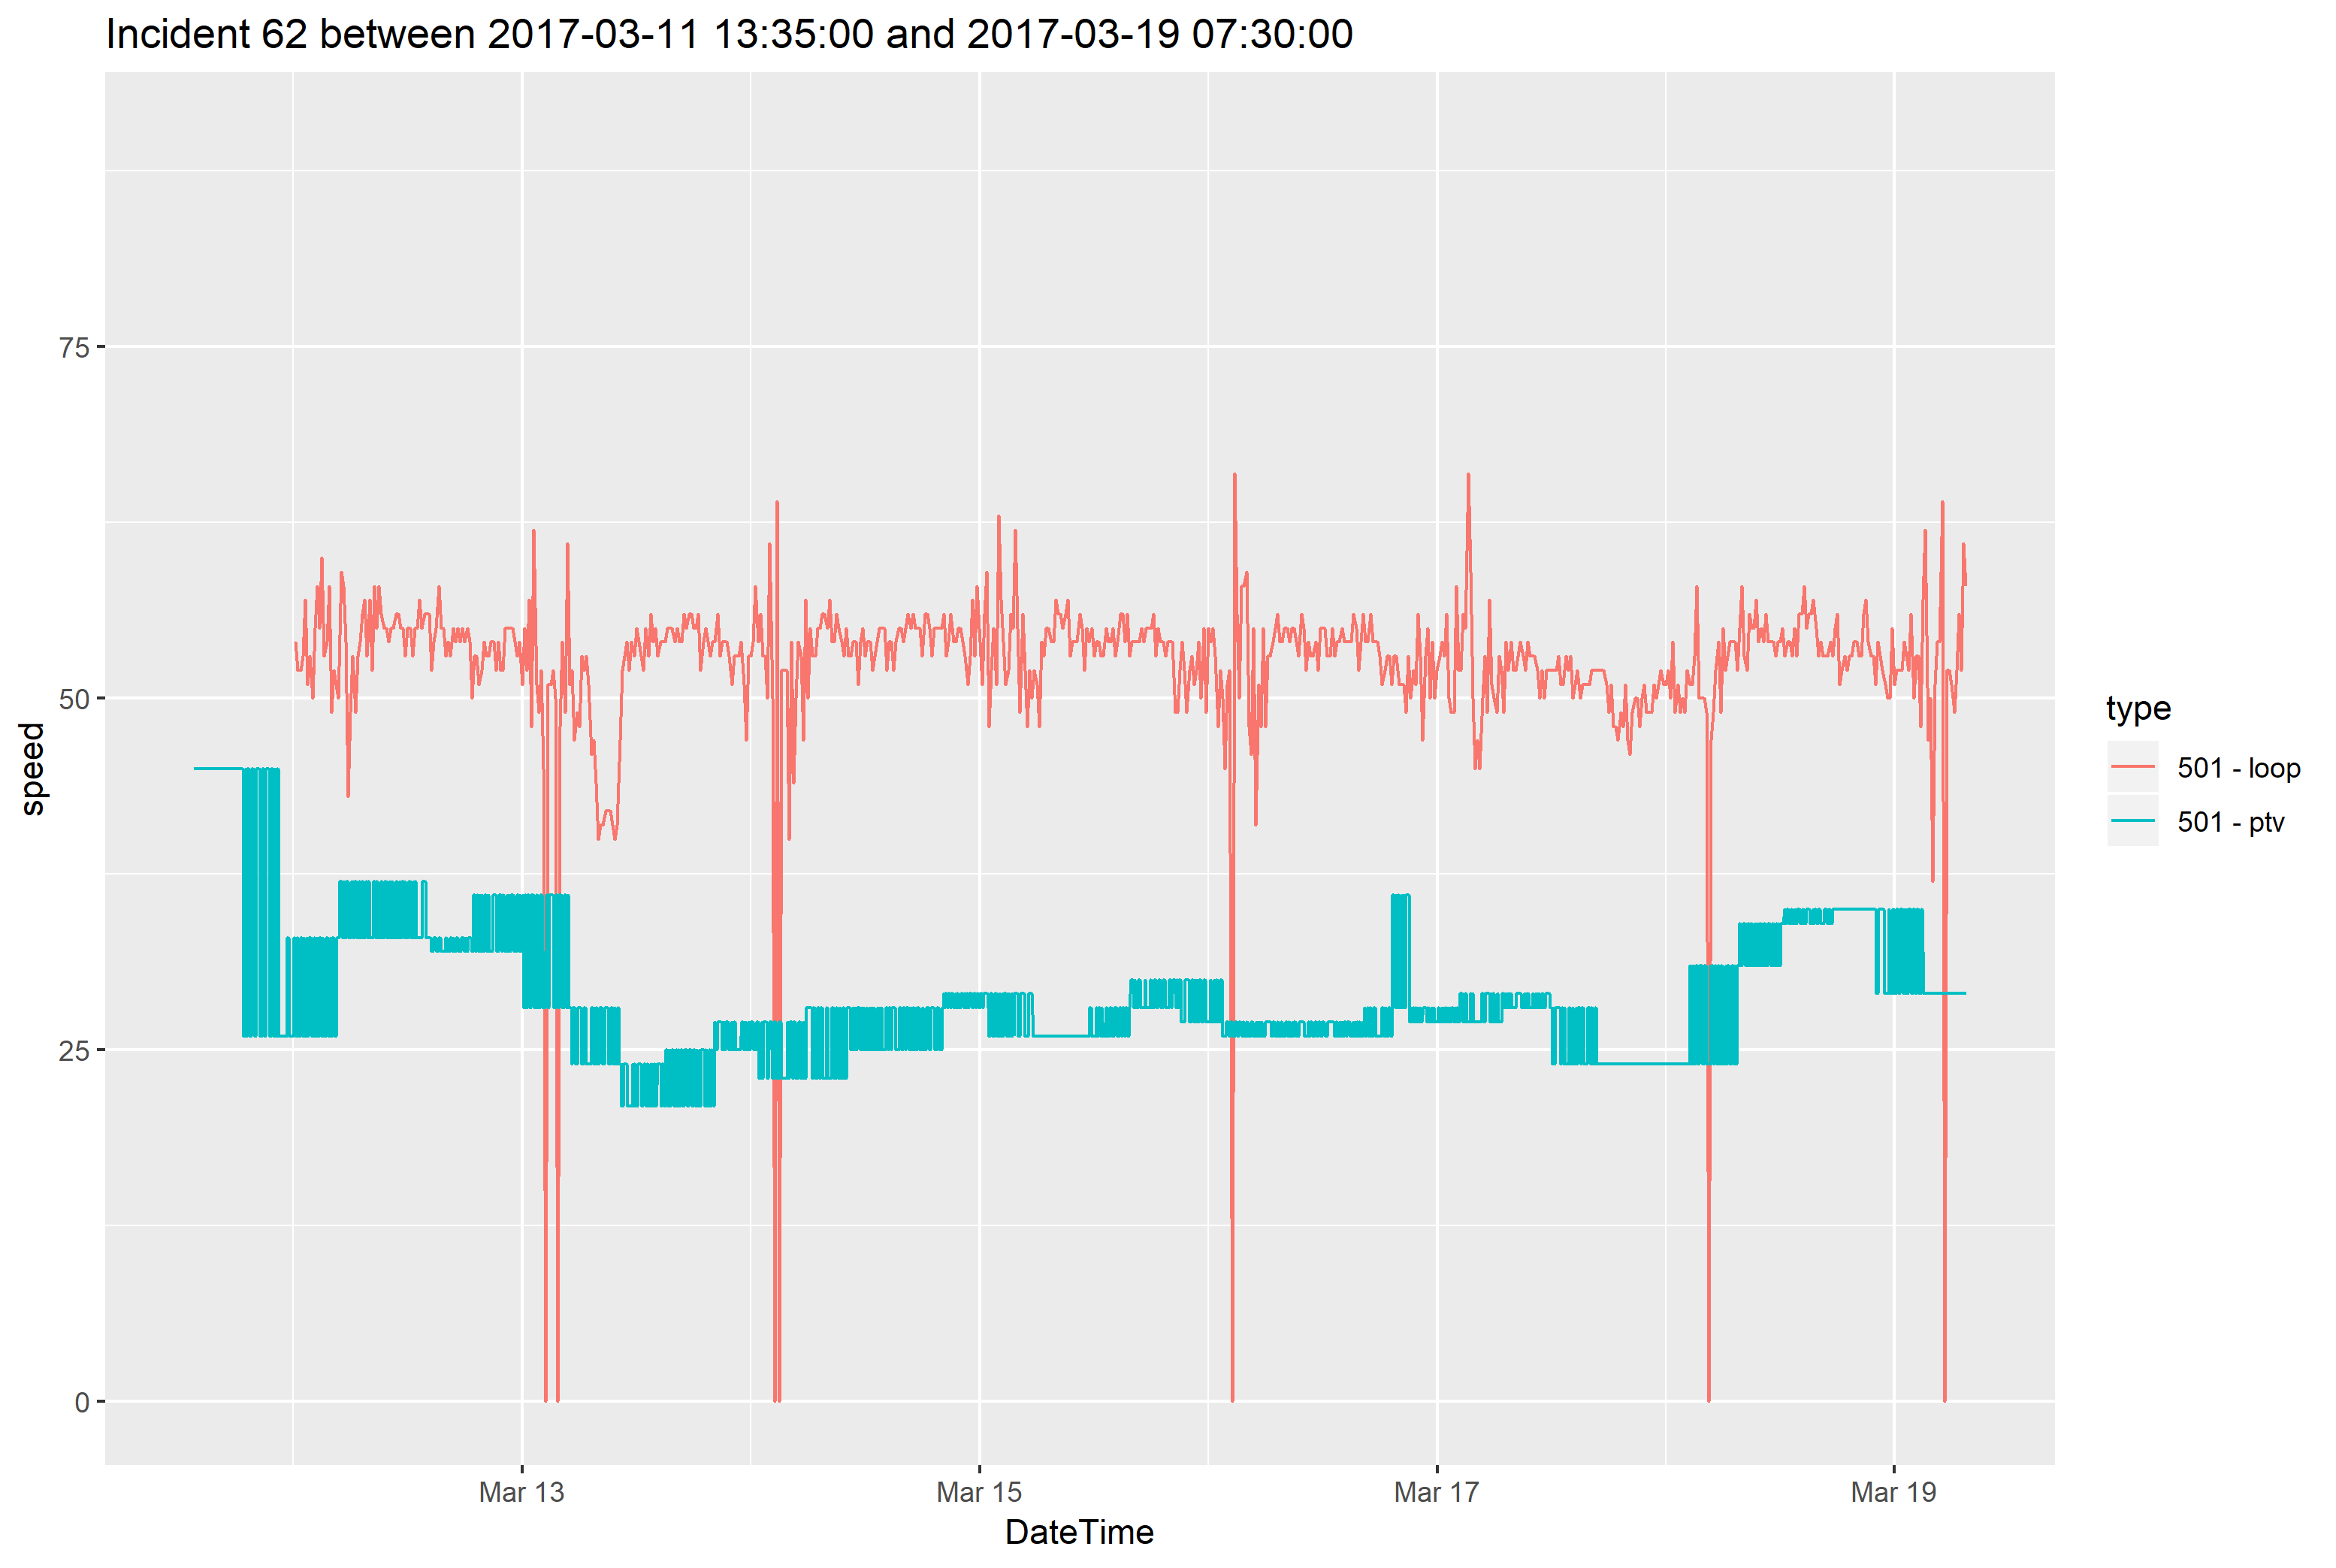 Incident 62 between 2017-03-11 13:35:00 and 2017-03-19 07:30:00
75
50
25
0
speed
Mar 13
Mar 15
Mar 17
Mar 19
DateTime
type
501 - loop
501 - ptv